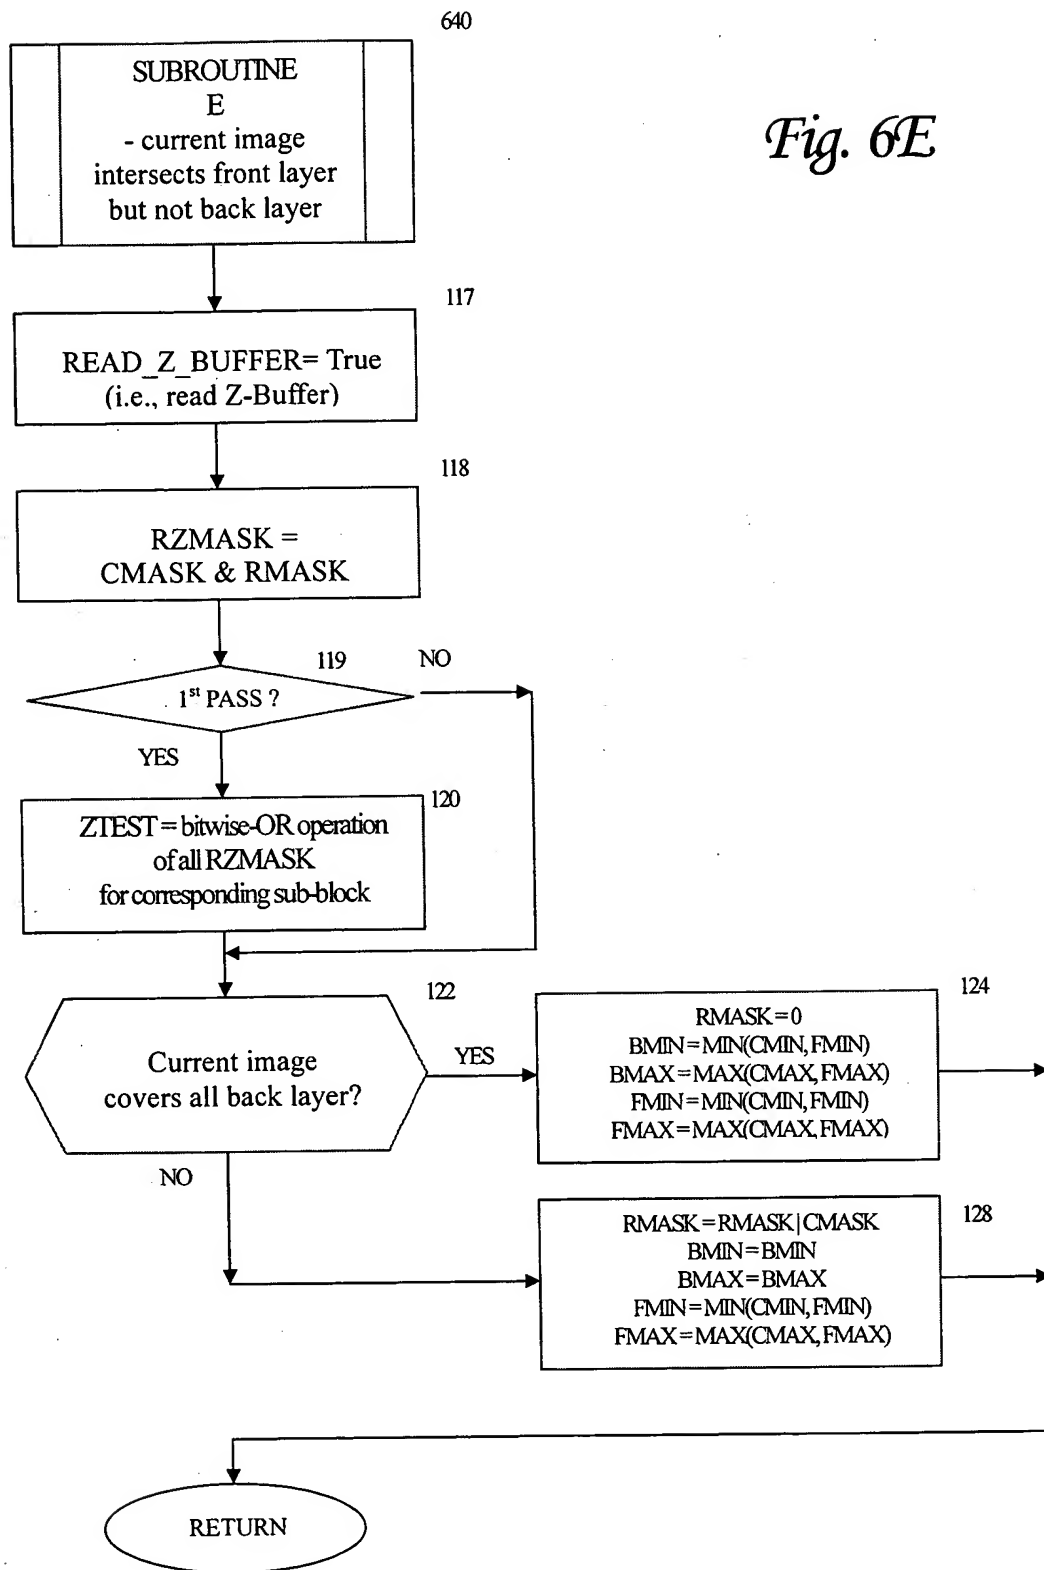 640
SUBROUTINE
E
- current image
intersects front layer
but not back layer
Fig. 6E
117
READ_Z_BUFFER= True
(i.e., read Z-Buffer)
118
RZMASK =
CMASK & RMASK
119
NO
1st PASS ?
YES
120
ZTEST = bitwise-OR operation
of all RZMASK
for corresponding sub-block
122
Current image
covers all back layer?
YES
124
RMASK = 0
BMIN = MIN(CMIN, FMIN)
BMAX = MAX(CMAX, FMAX)
FMIN = MIN(CMIN, FMIN)
FMAX = MAX(CMAX, FMAX)
NO
128
RMASK = RMASK | CMASK
BMIN = BMIN
BMAX = BMAX
FMIN = MIN(CMIN, FMIN)
FMAX = MAX(CMAX, FMAX)
RETURN